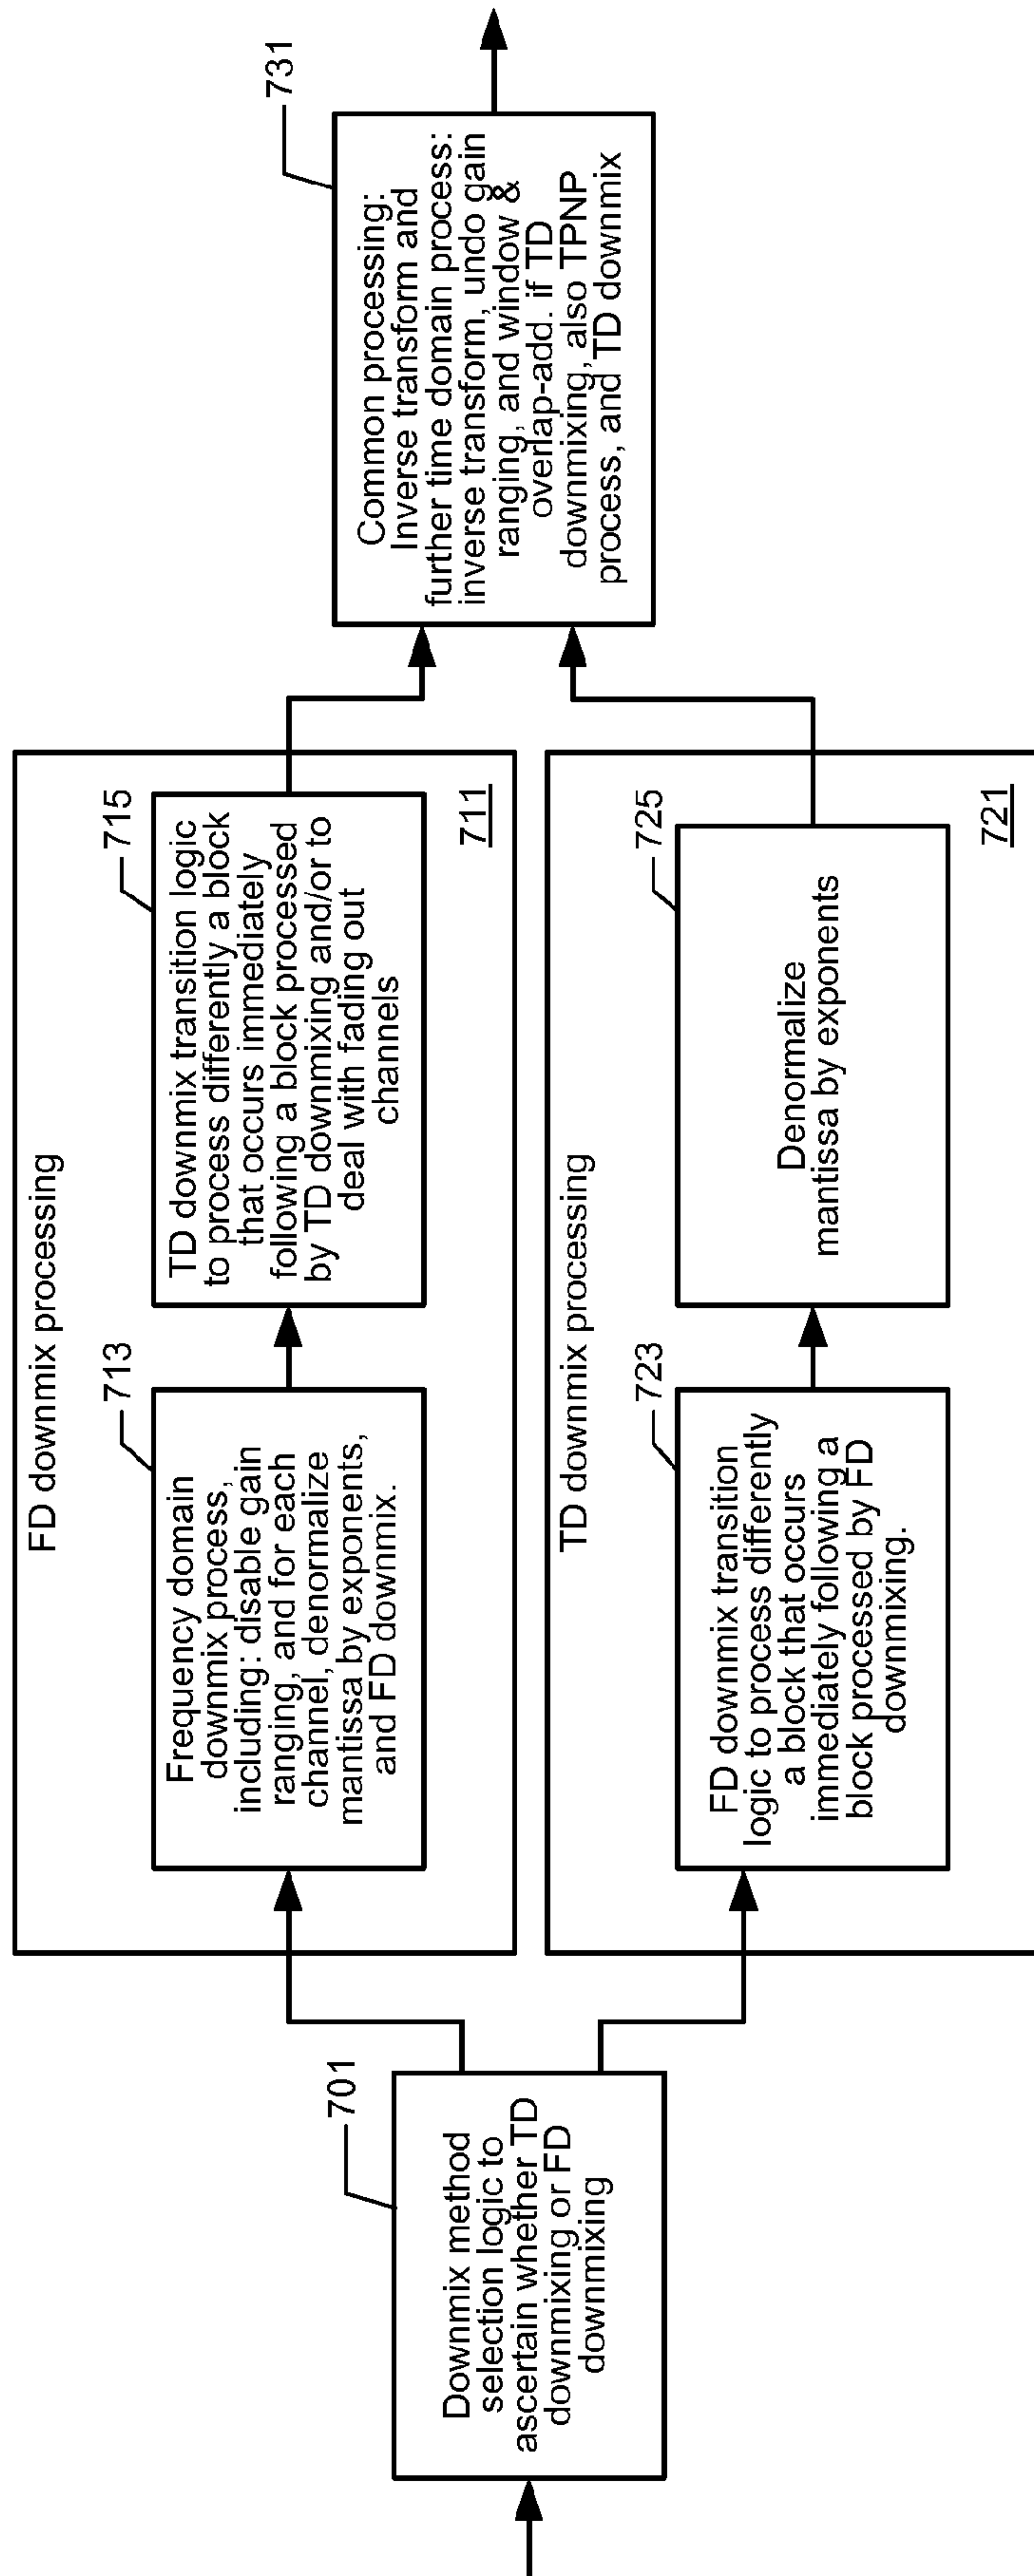 701
Downmix method
selection logic to
ascertain whether TD
downmixing or FD
downmixing
FD downmix processing
713
Frequency domain
downmix process,
including: disable gain
ranging, and for each
channel, denormalize
mantissa by exponents,
and FD downmix.
715
TD downmix transition logic
to process differently a block
that occurs immediately
following a block processed
by TD downmixing and/or to
deal with fading out
channels
711
TD downmix processing
723
FD downmix transition
logic to process differently
a block that occurs
immediately following a
block processed by FD
downmixing.
725
Denormalize
mantissa by exponents
721
731
Common processing:
Inverse transform and
further time domain process:
inverse transform, undo gain
ranging, and window &
overlap-add. if TD
downmixing, also TPNP
process, and TD downmix